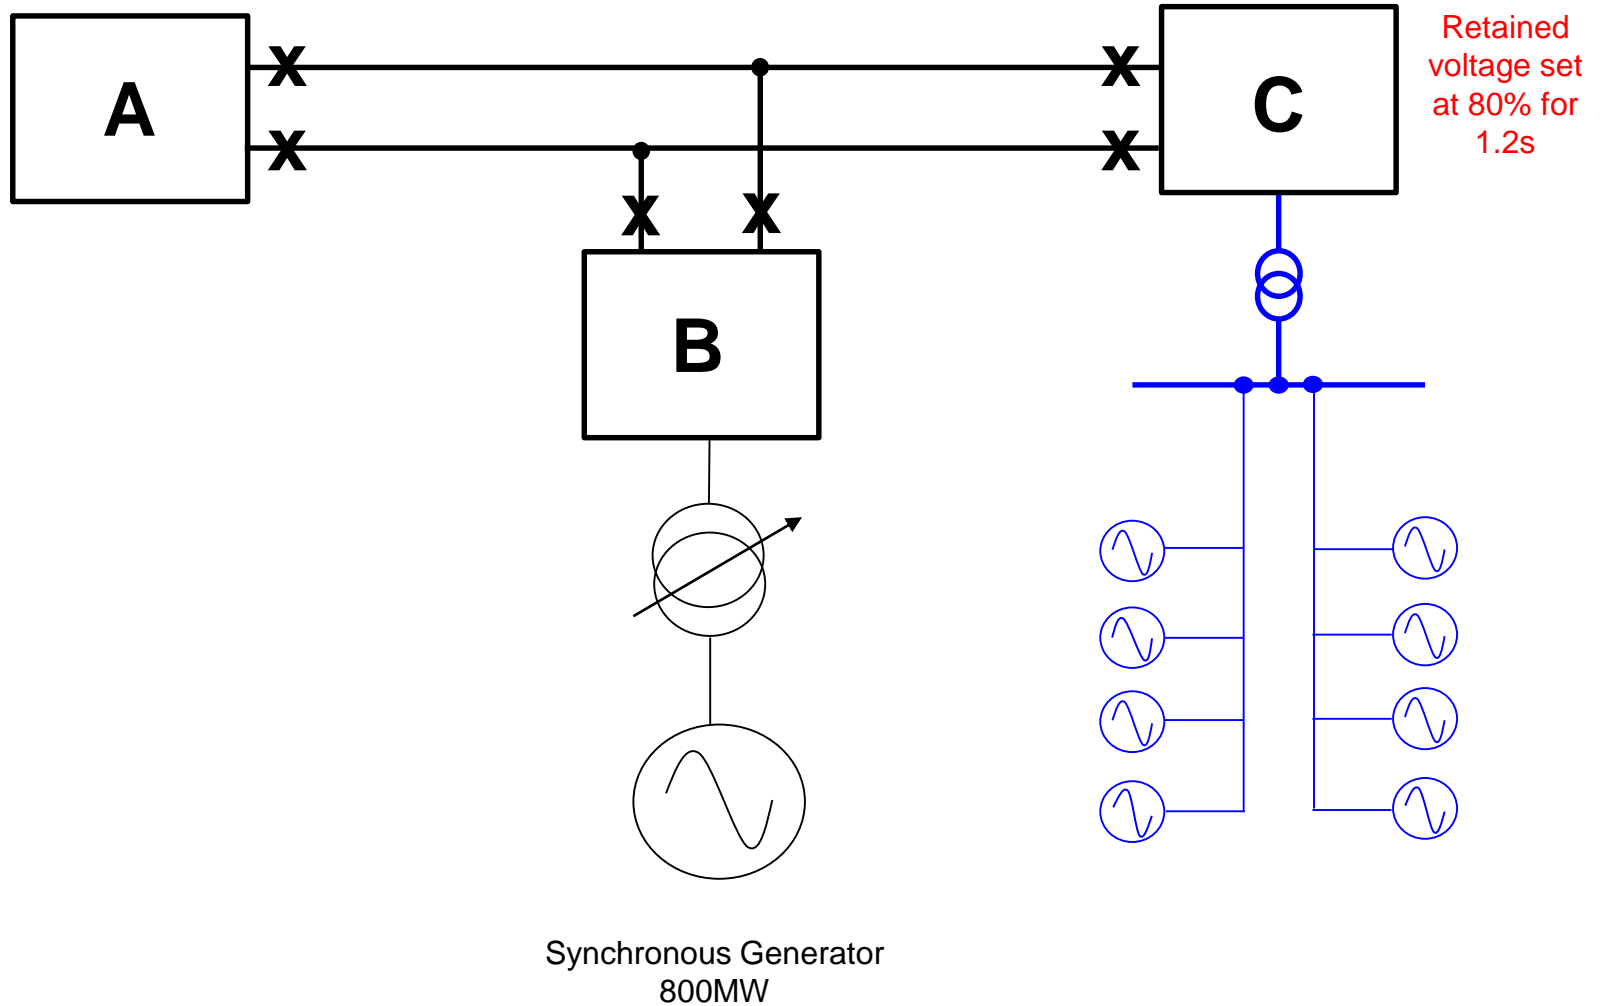 A
X
X
X
X
C
Retained
voltage set
at 80% for
1.2s
X
X
B
Synchronous Generator
800MW